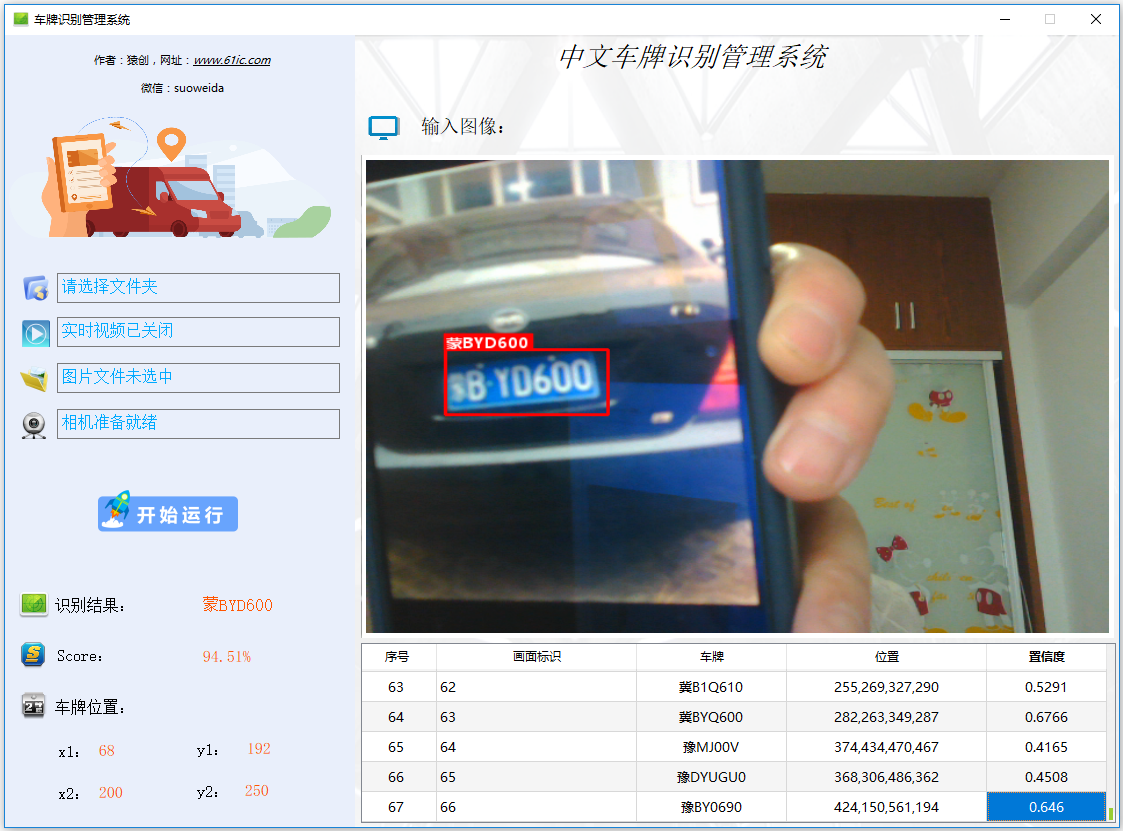 车牌识别管理系统
作者：猿创，网址：www.61ic.com
微信：suoweida
请选择文件夹
实时视频已关闭
图片文件未选中
相机准备就绪
开始运行
识别结果：
蒙BYD600
Score:
94.51%
车牌位置：
x1: 68 y1: 192
x2: 200 y2: 250
中文车牌识别管理系统
输入图像：
蒙BYD600
B·YD600
Best of
序号 画面标识 车牌 位置 置信度
63 62 冀B1Q610 255,269,327,290 0.5291
64 63 冀BYQ600 282,263,349,287 0.6766
65 64 豫MJ00V 374,434,470,467 0.4165
66 65 豫DYUGU0 368,306,486,362 0.4508
67 66 豫BY0690 424,150,561,194 0.646